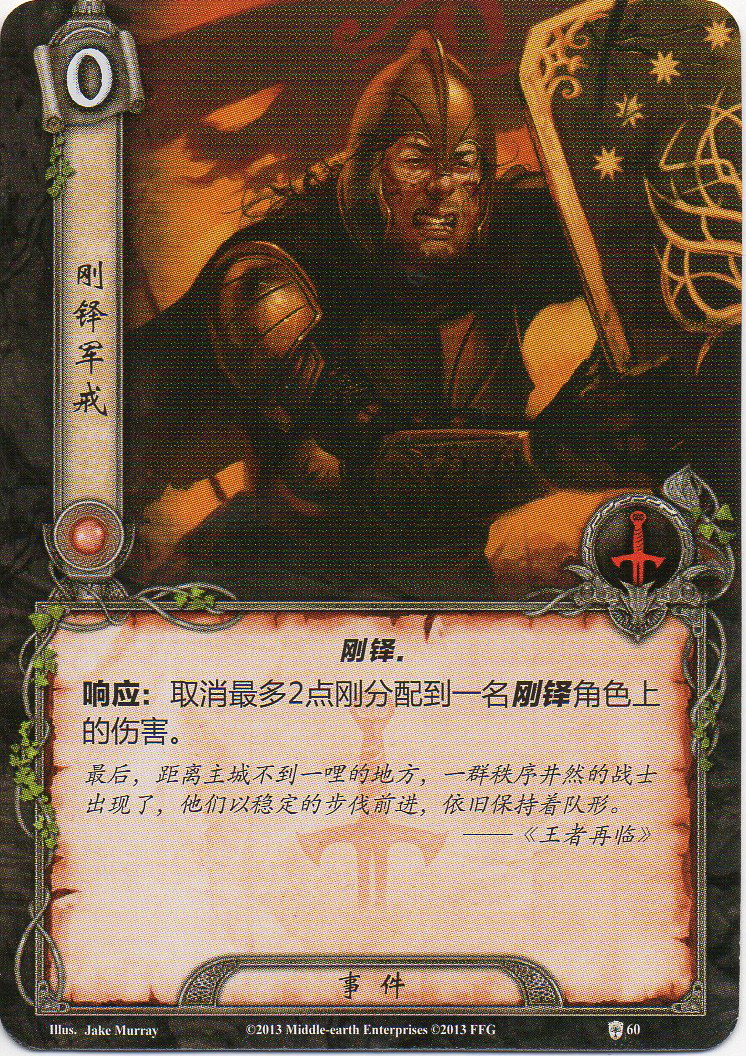 0
刚铎军戒
刚铎.
响应：取消最多2点刚分配到一名刚铎角色上
的伤害。
最后，距离主城不到一哩的地方，一群秩序井然的战士
出现了，他们以稳定的步伐前进，依旧保持着队形。
——《王者再临》
事件
Illus. Jake Murray
©2013 Middle-earth Enterprises ©2013 FFG
60